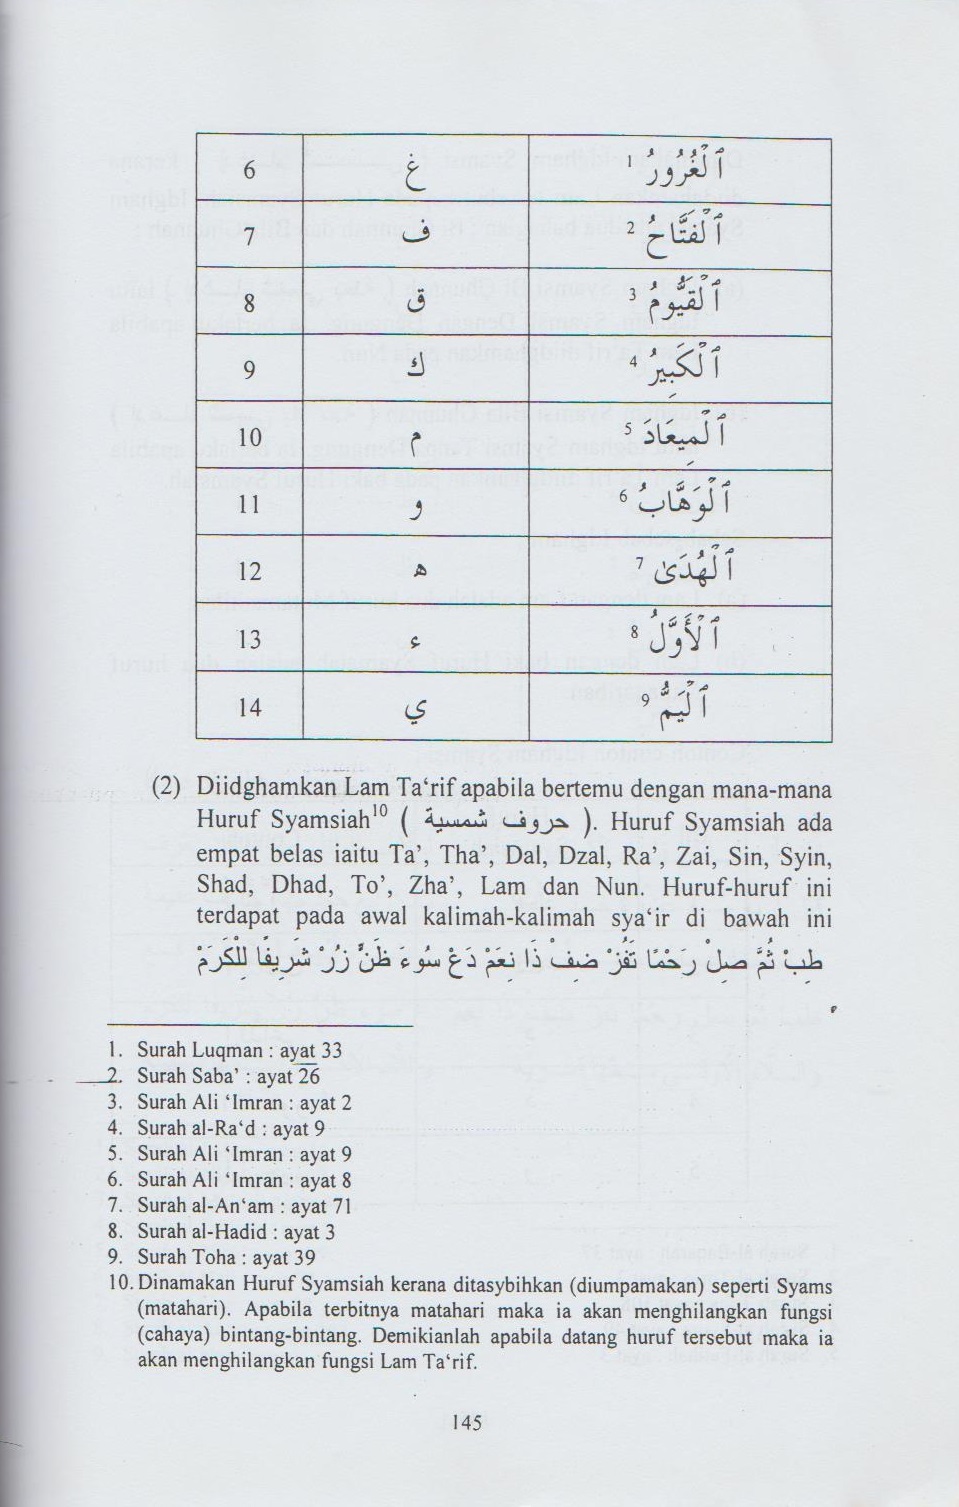 6 غ ٱلْغَرُورُ 1
7 ف ٱلْفَتَّاحُ 2
8 ق ٱلْقَيُّومُ 3
9 ك ٱلْكَبِيرُ 4
10 م ٱلْمِيعَادَ 5
11 و ٱلْوَهَّابُ 6
12 ه ٱلْهُدَىٰ 7
13 ء ٱلْأَوَّلُ 8
14 ي ٱلْيَمُّ 9
(2) Diidghamkan Lam Ta‘rif apabila bertemu dengan mana-mana
Huruf Syamsiah10 ( حروف شمسية ). Huruf Syamsiah ada
empat belas iaitu Ta’, Tha’, Dal, Dzal, Ra’, Zai, Sin, Syin,
Shad, Dhad, To’, Zha’, Lam dan Nun. Huruf-huruf ini
terdapat pada awal kalimah-kalimah sya‘ir di bawah ini
طِبْ ثُمَّ صِلْ رَحْمًا تَفُزْ ضِفْ ذَا نِعَمْ دَعْ سُوءَ ظَنٍّ زُرْ شَرِيفًا لِلْكَرَمْ
1. Surah Luqman : ayat 33
2. Surah Saba’ : ayat 26
3. Surah Ali ‘Imran : ayat 2
4. Surah al-Ra‘d : ayat 9
5. Surah Ali ‘Imran : ayat 9
6. Surah Ali ‘Imran : ayat 8
7. Surah al-An‘am : ayat 71
8. Surah al-Hadid : ayat 3
9. Surah Toha : ayat 39
10. Dinamakan Huruf Syamsiah kerana ditasybihkan (diumpamakan) seperti Syams
(matahari). Apabila terbitnya matahari maka ia akan menghilangkan fungsi
(cahaya) bintang-bintang. Demikianlah apabila datang huruf tersebut maka ia
akan menghilangkan fungsi Lam Ta‘rif.
145